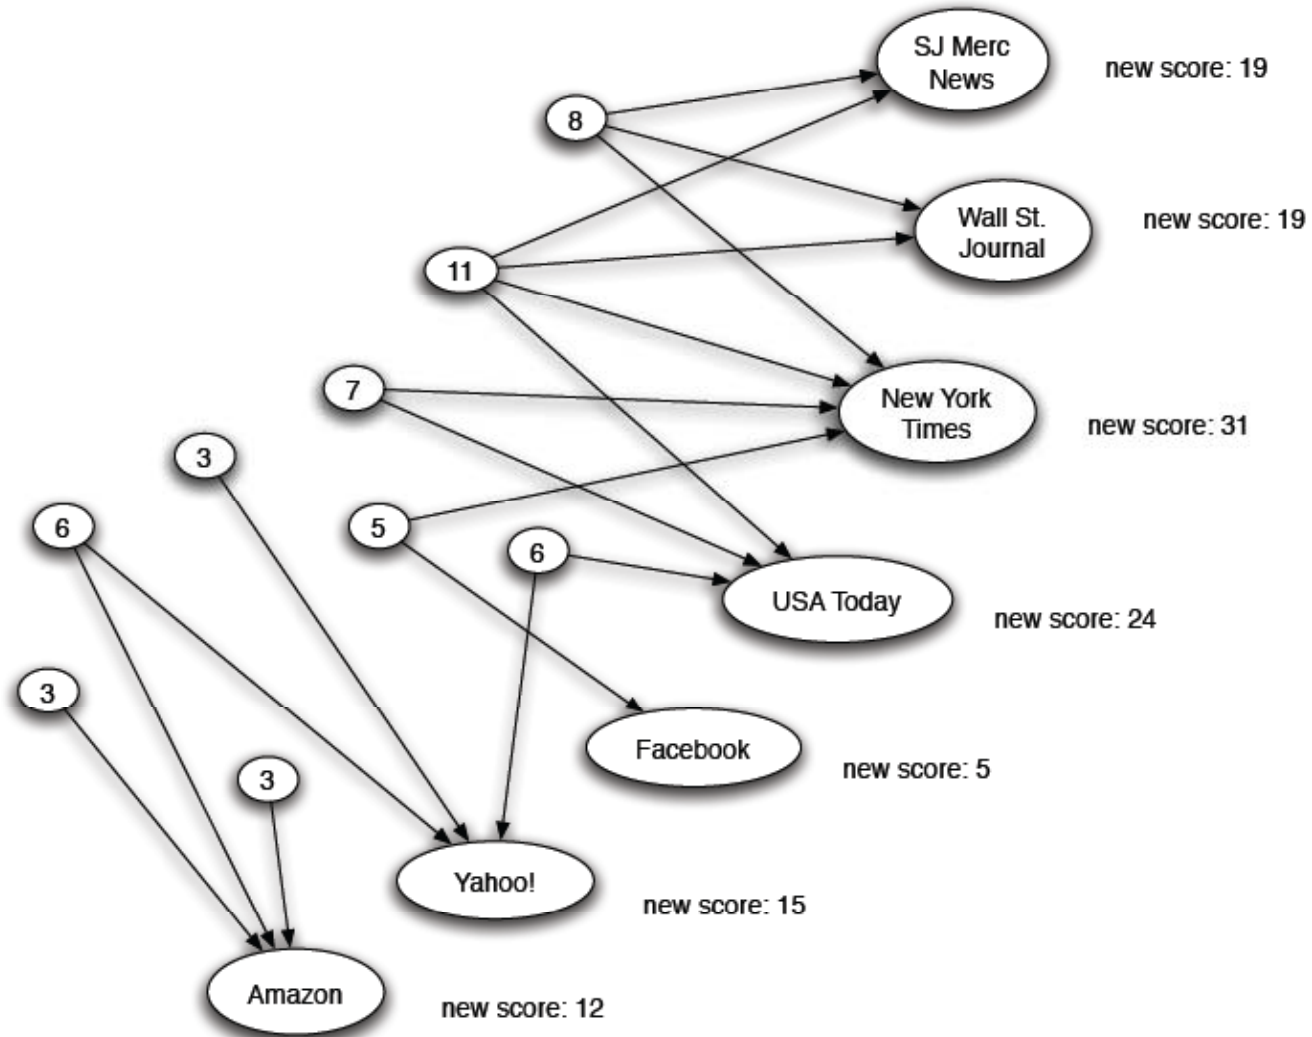 SJ Merc
News
new score: 19
8
Wall St.
Journal
new score: 19
11
7
New York
Times
new score: 31
3
6
5
6
USA Today
new score: 24
3
Facebook
new score: 5
3
Yahoo!
new score: 15
Amazon
new score: 12